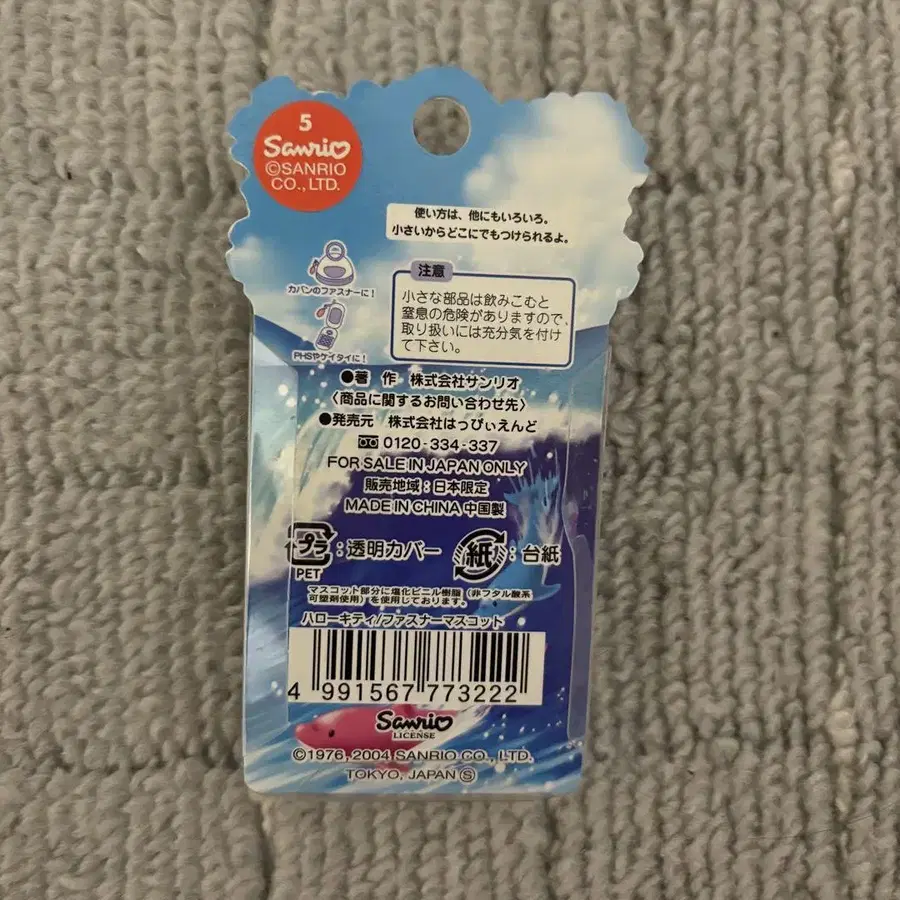 5
Sanrio
©SANRIO
CO.,LTD.
使い方は、他にもいろいろ。
小さいからどこにでもつけられるよ。
カバンのファスナーに!
PHSやケイタイに!
注意
小さな部品は飲みこむと
窒息の危険がありますので、
取り扱いには充分気を付け
て下さい。
●著 作 株式会社サンリオ
〈商品に関するお問い合わせ先〉
●発売元 株式会社はっぴぃえんど
0120-334-337
FOR SALE IN JAPAN ONLY
販売地域:日本限定
MADE IN CHINA 中国製
プラ:透明カバー
PET
紙:台紙
マスコット部分に塩化ビニル樹脂(非フタル酸系
可塑剤使用)を使用しております。
ハローキティ/ファスナーマスコット
4 991567 773222
Sanrio
LICENSE
©1976, 2004 SANRIO CO., LTD.
TOKYO, JAPAN Ⓢ